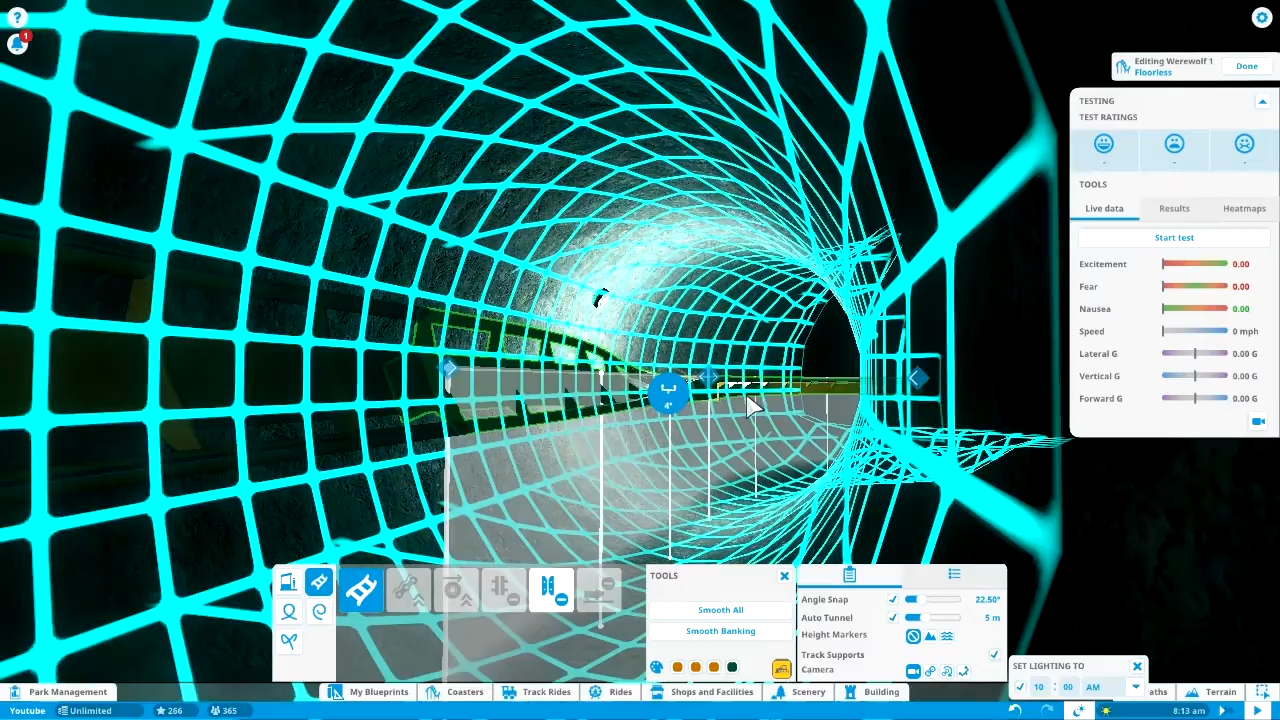 ?
1
Editing Werewolf 1
Floorless
Done
TESTING
TEST RATINGS
-
-
-
TOOLS
Live data Results Heatmaps
Start test
Excitement 0.00
Fear 0.00
Nausea 0.00
Speed 0 mph
Lateral G 0.00 G
Vertical G 0.00 G
Forward G 0.00 G
4°
TOOLS
Smooth All
Smooth Banking
Angle Snap 22.50°
Auto Tunnel 5 m
Height Markers
Track Supports
Camera
SET LIGHTING TO
10 : 00 AM
Park Management My Blueprints Coasters Track Rides Rides Shops and Facilities Scenery Building aths Terrain
Youtube Unlimited 266 365 8:13 am